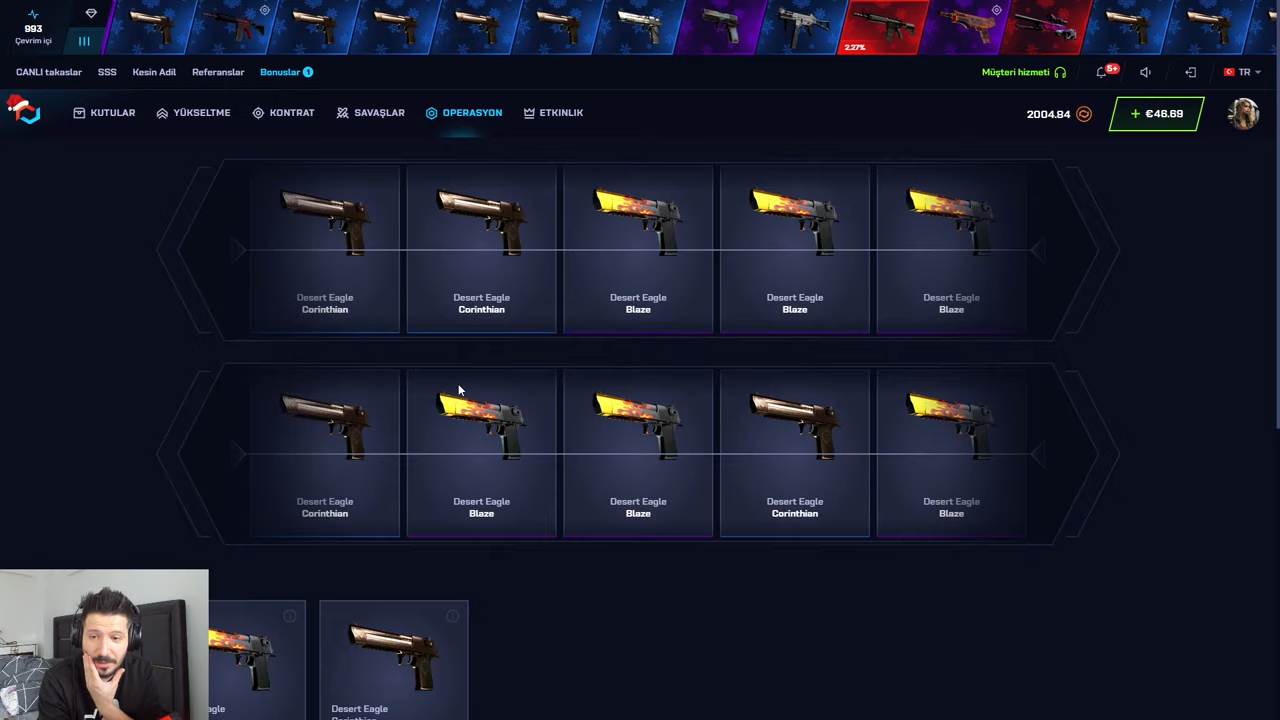 993
Çevrim içi
2.27%
CANLI takaslar
SSS
Kesin Adil
Referanslar
Bonuslar 1
Müşteri hizmeti
5+
TR
KUTULAR
YÜKSELTME
KONTRAT
SAVAŞLAR
OPERASYON
ETKINLIK
2004.84
+ €46.69
Desert Eagle
Corinthian
Desert Eagle
Corinthian
Desert Eagle
Blaze
Desert Eagle
Blaze
Desert Eagle
Blaze
Desert Eagle
Corinthian
Desert Eagle
Blaze
Desert Eagle
Blaze
Desert Eagle
Corinthian
Desert Eagle
Blaze
Desert Eagle
Corinthian